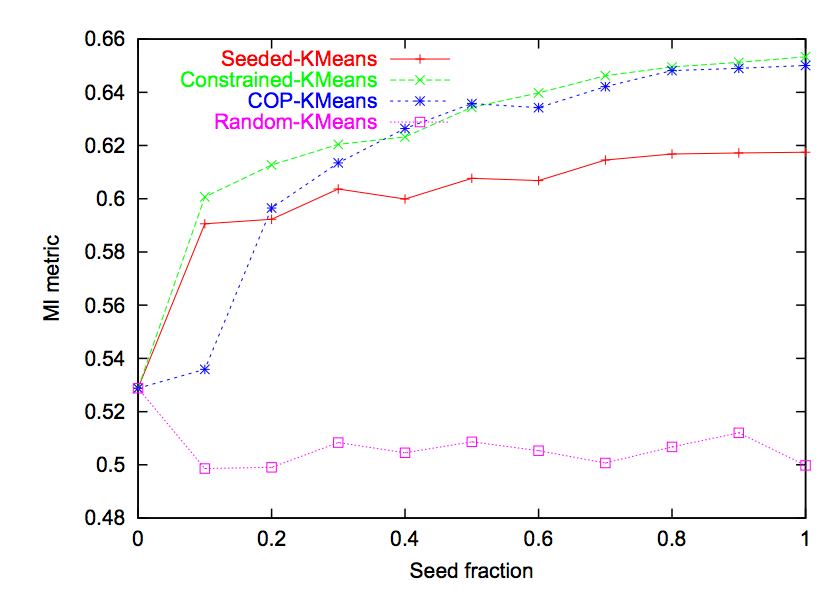 0.66
0.64
0.62
0.6
0.58
0.56
0.54
0.52
0.5
0.48
MI metric
Seeded-KMeans
Constrained-KMeans
COP-KMeans
Random-KMeans
0 0.2 0.4 0.6 0.8 1
Seed fraction